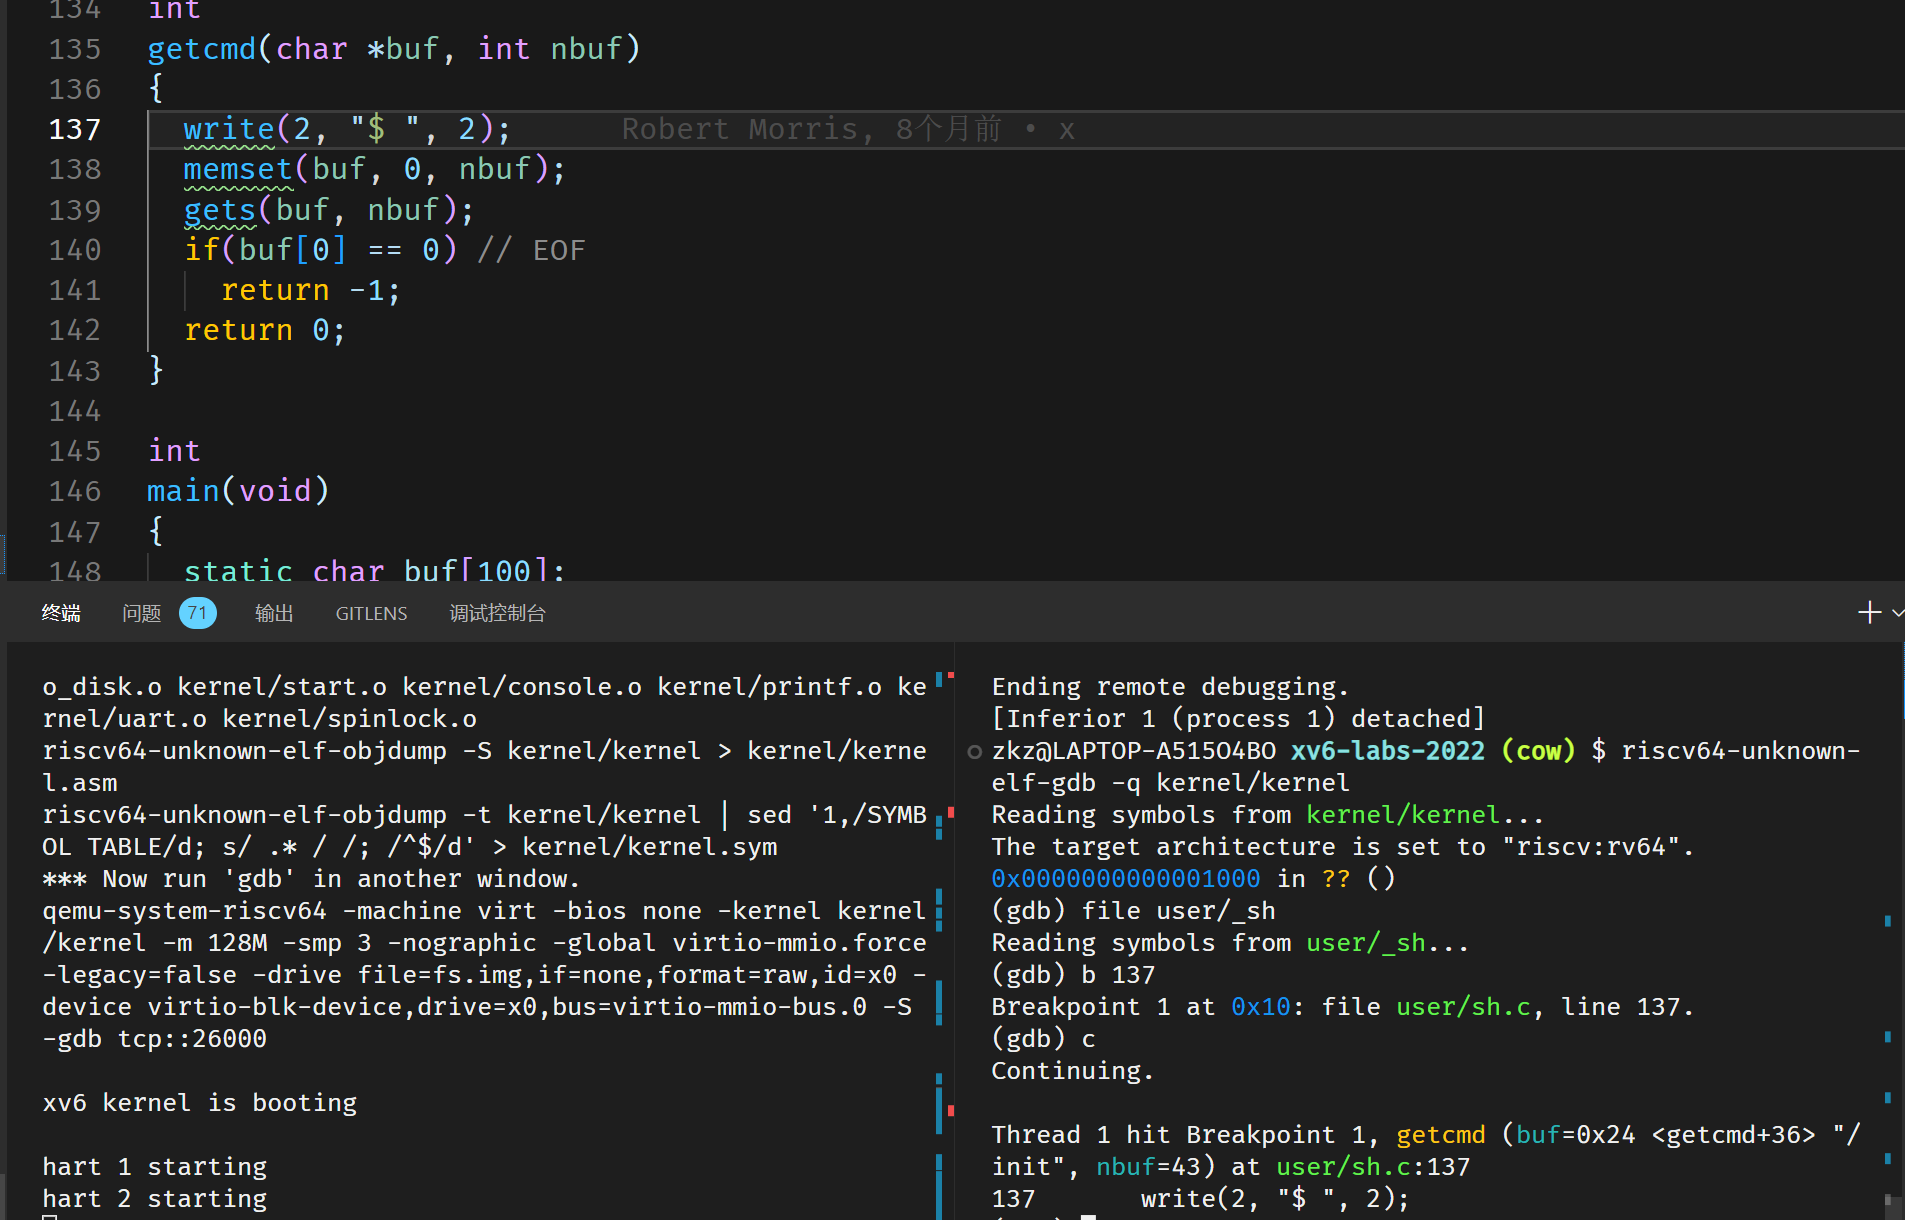 134 int
135 getcmd(char *buf, int nbuf)
136 {
137 write(2, "$ ", 2); Robert Morris, 8个月前 • x
138 memset(buf, 0, nbuf);
139 gets(buf, nbuf);
140 if(buf[0] == 0) // EOF
141 return -1;
142 return 0;
143 }
144
145 int
146 main(void)
147 {
148 static char buf[100];
终端 问题 71 输出 GITLENS 调试控制台
o_disk.o kernel/start.o kernel/console.o kernel/printf.o ke
rnel/uart.o kernel/spinlock.o
riscv64-unknown-elf-objdump -S kernel/kernel > kernel/kerne
l.asm
riscv64-unknown-elf-objdump -t kernel/kernel | sed '1,/SYMB
OL TABLE/d; s/ .* / /; /^$/d' > kernel/kernel.sym
*** Now run 'gdb' in another window.
qemu-system-riscv64 -machine virt -bios none -kernel kernel
/kernel -m 128M -smp 3 -nographic -global virtio-mmio.force
-legacy=false -drive file=fs.img,if=none,format=raw,id=x0 -
device virtio-blk-device,drive=x0,bus=virtio-mmio-bus.0 -S
-gdb tcp::26000
xv6 kernel is booting
hart 1 starting
hart 2 starting
Ending remote debugging.
[Inferior 1 (process 1) detached]
zkz@LAPTOP-A515O4BO xv6-labs-2022 (cow) $ riscv64-unknown-
elf-gdb -q kernel/kernel
Reading symbols from kernel/kernel...
The target architecture is set to "riscv:rv64".
0x0000000000001000 in ?? ()
(gdb) file user/_sh
Reading symbols from user/_sh...
(gdb) b 137
Breakpoint 1 at 0x10: file user/sh.c, line 137.
(gdb) c
Continuing.
Thread 1 hit Breakpoint 1, getcmd (buf=0x24 <getcmd+36> "/
init", nbuf=43) at user/sh.c:137
137 write(2, "$ ", 2);